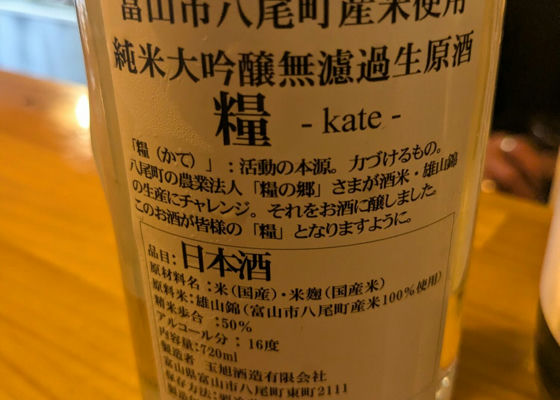 富山市八尾町産米使用
純米大吟醸無濾過生原酒
糧 - kate -
「糧（かて）」：活動の本源。力づけるもの。
八尾町の農業法人「糧の郷」さまが酒米・雄山錦
の生産にチャレンジ。それをお酒に醸しました。
このお酒が皆様の「糧」となりますように。
品目：日本酒
原材料名：米（国産）・米麹（国産米）
原料米：雄山錦（富山市八尾町産米100％使用）
精米歩合：50％
アルコール分：16度
内容量：720ml
製造者 玉旭酒造有限会社
富山県富山市八尾町東町2111
保存方法：